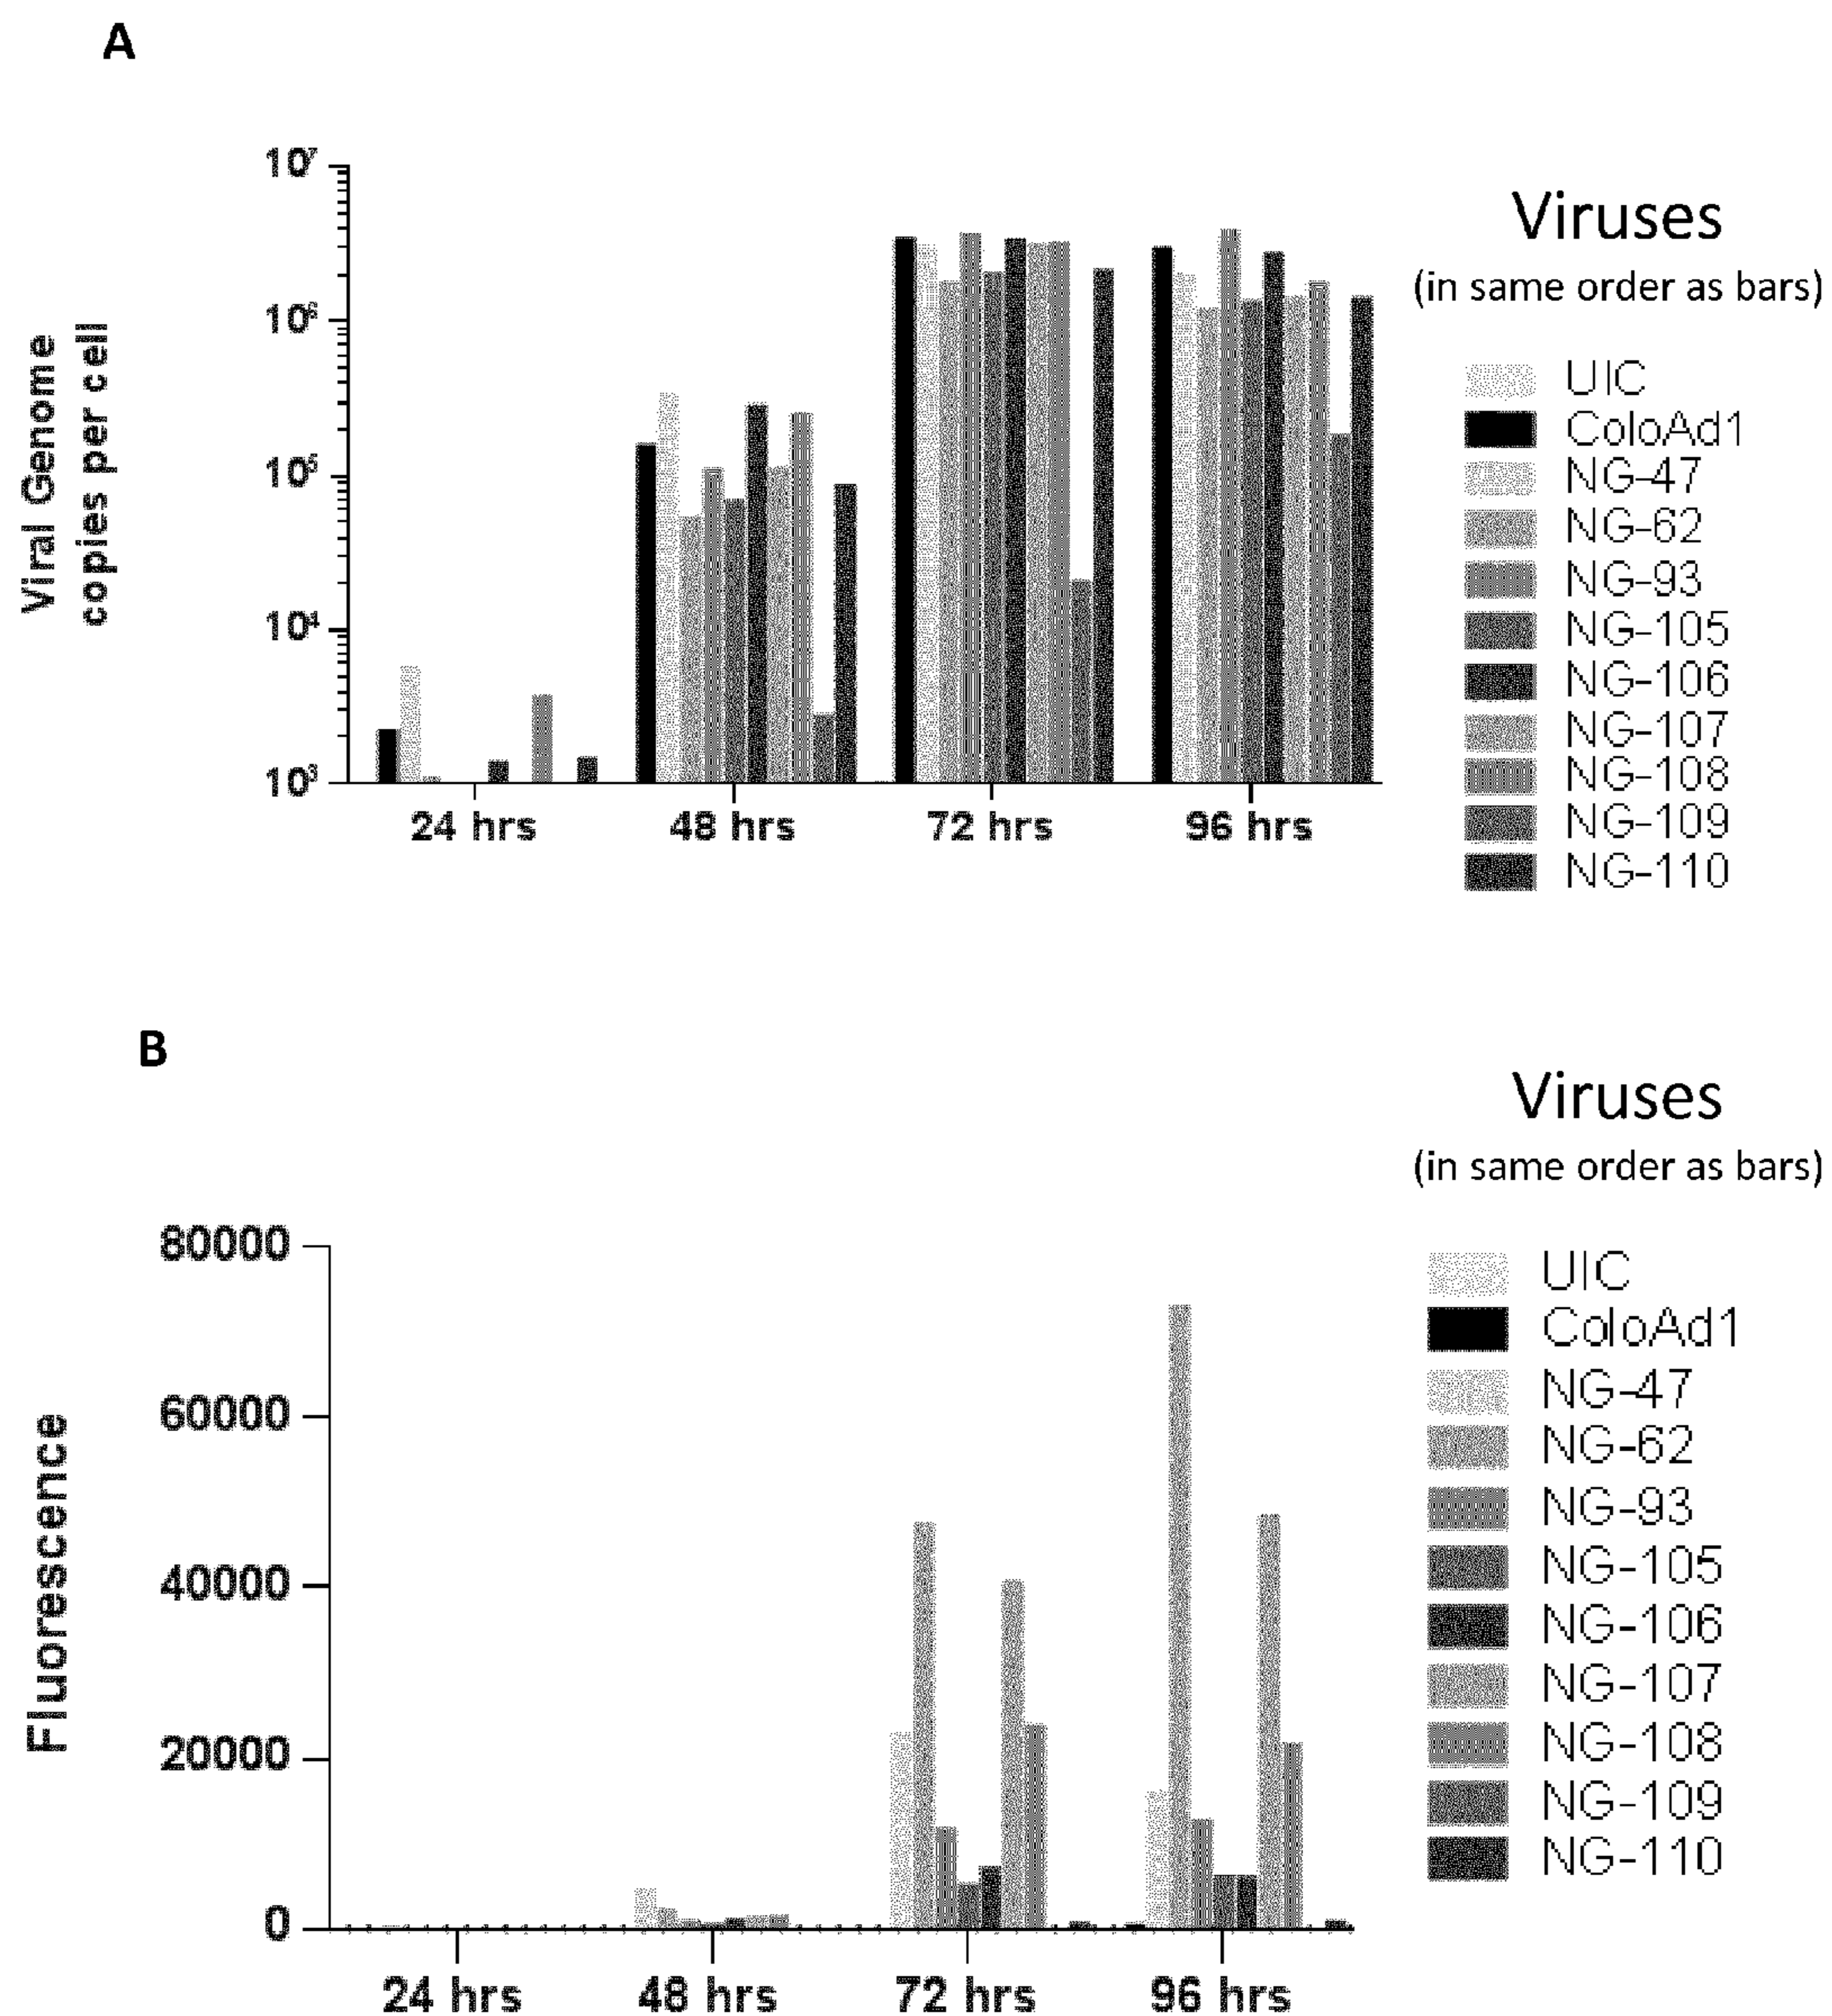 A
Viral Genome
copies per cell
10⁷
10⁶
10⁵
10⁴
10³
24 hrs 48 hrs 72 hrs 96 hrs
Viruses
(in same order as bars)
UIC
ColoAd1
NG-47
NG-62
NG-93
NG-105
NG-106
NG-107
NG-108
NG-109
NG-110
B
Fluorescence
80000
60000
40000
20000
0
24 hrs 48 hrs 72 hrs 96 hrs
Viruses
(in same order as bars)
UIC
ColoAd1
NG-47
NG-62
NG-93
NG-105
NG-106
NG-107
NG-108
NG-109
NG-110